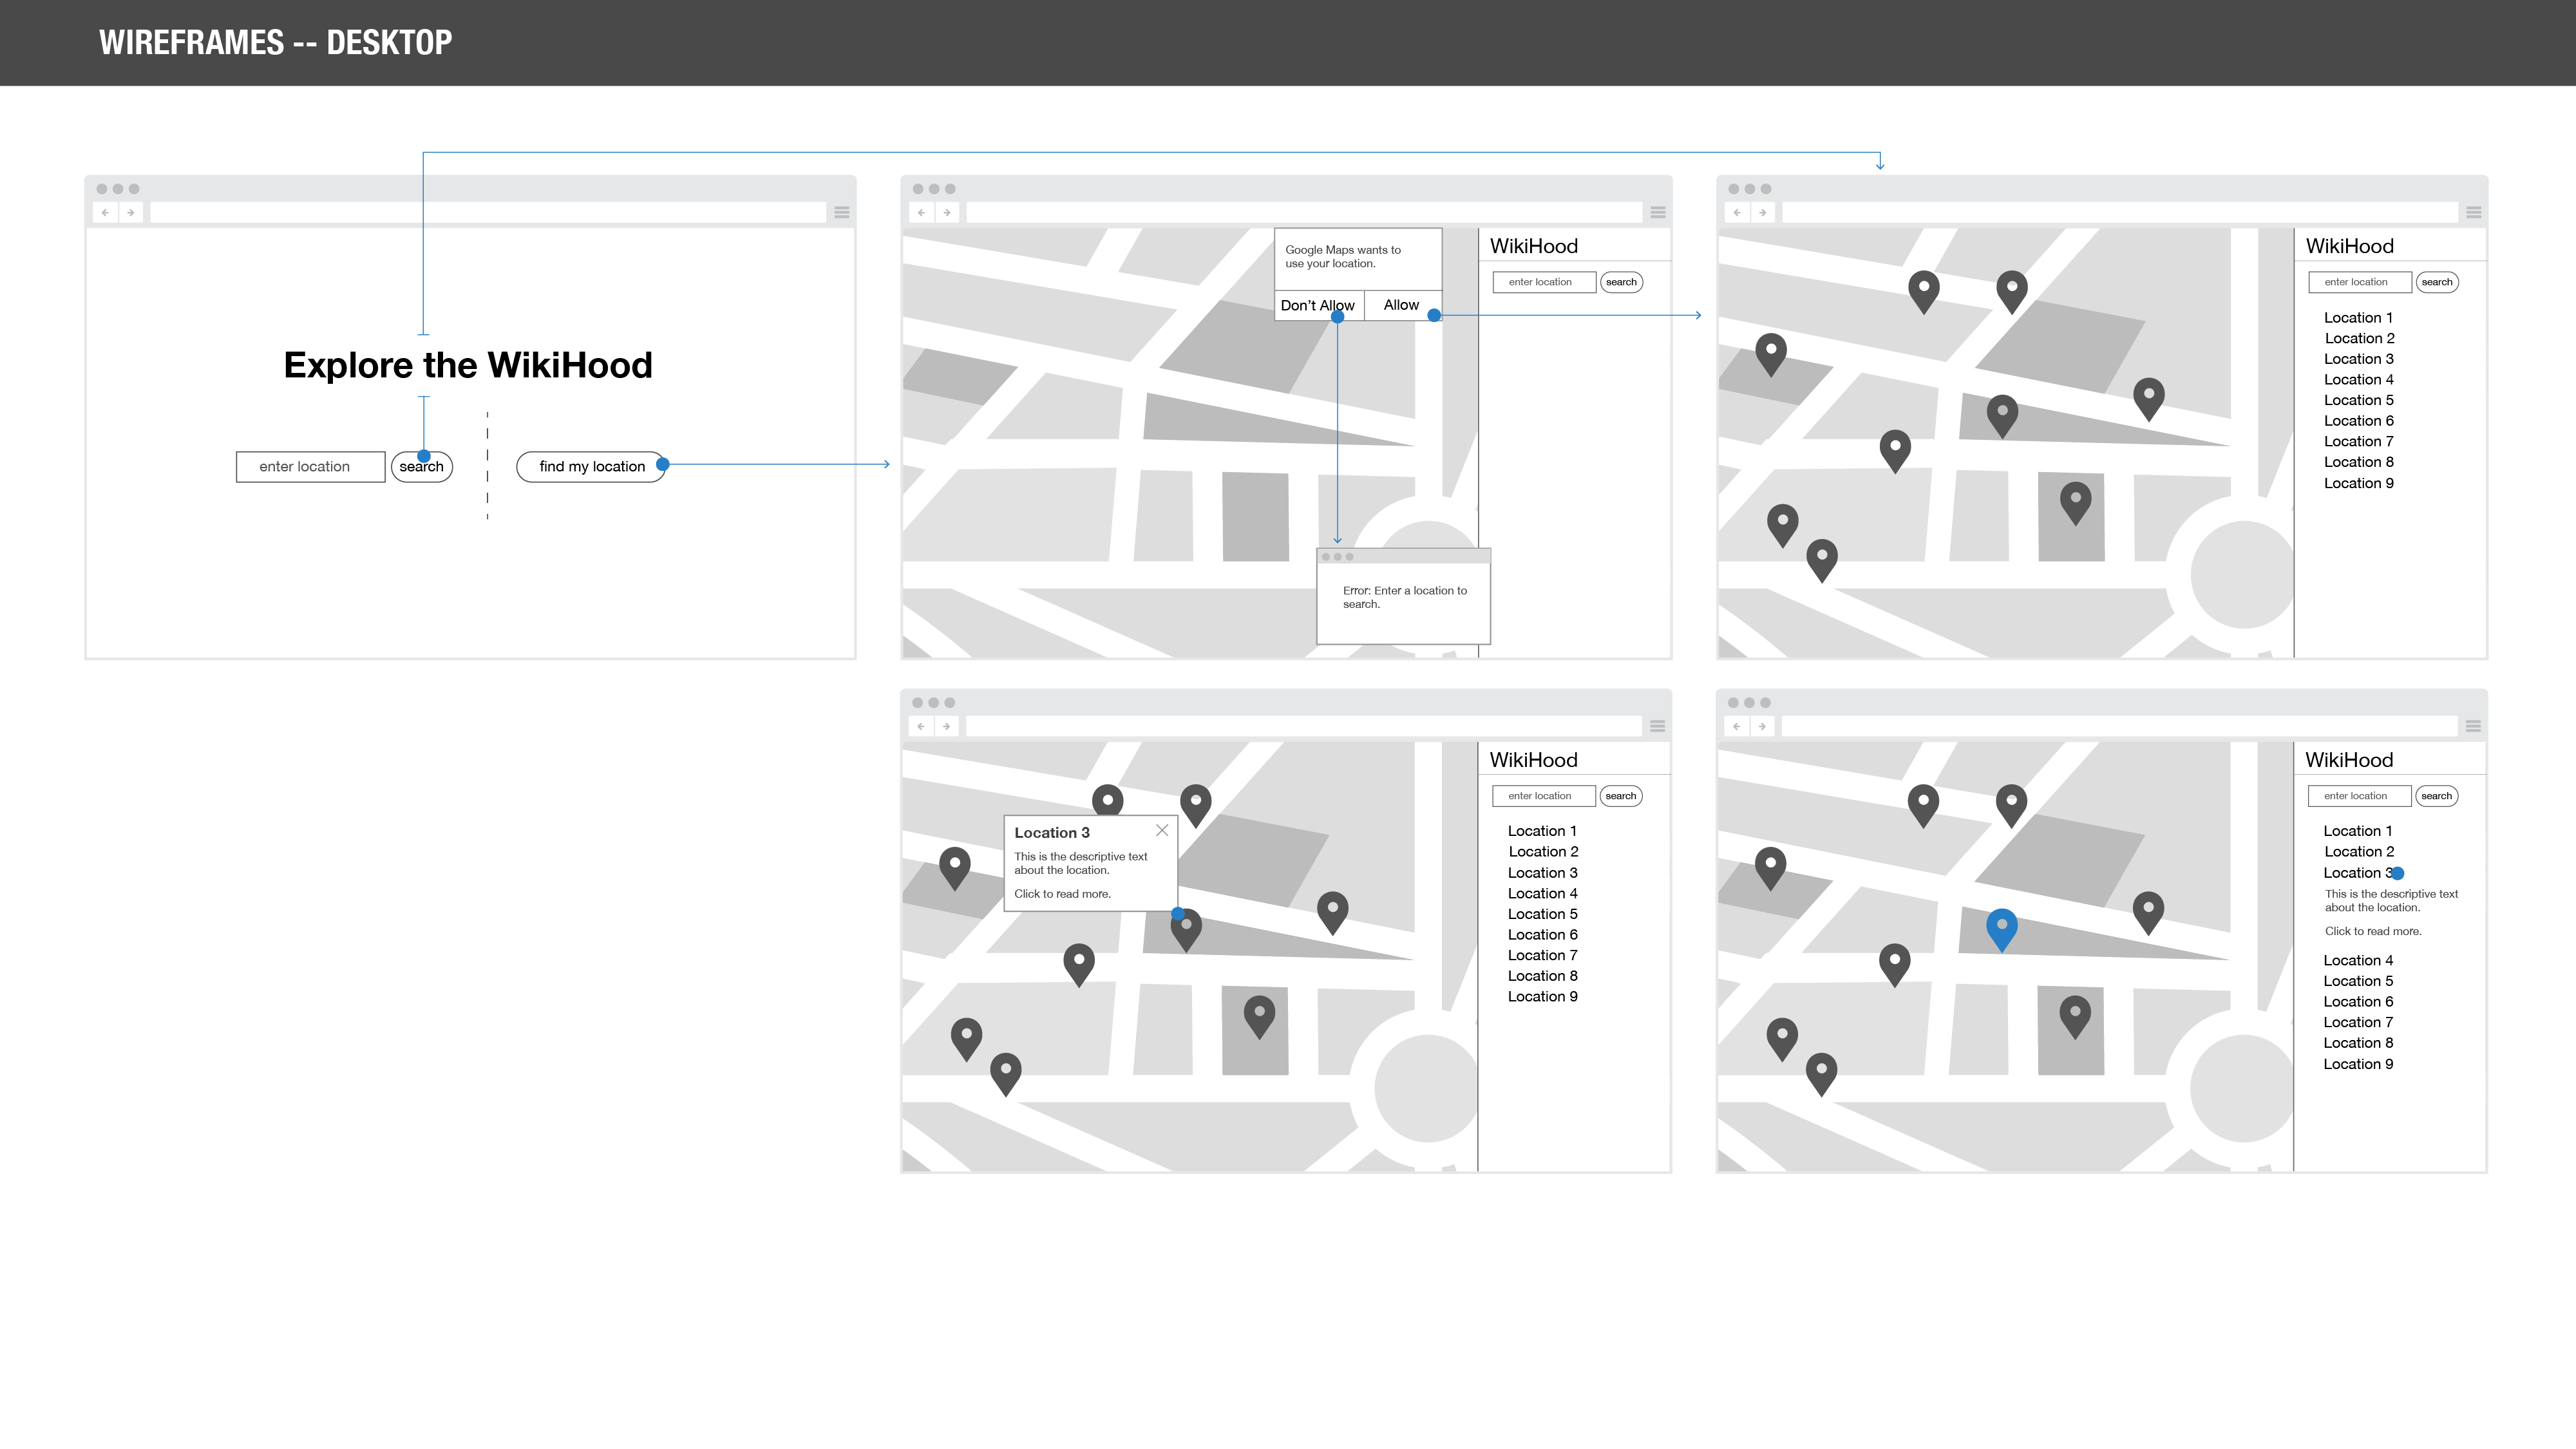 WIREFRAMES -- DESKTOP
Explore the WikiHood
enter location
search
find my location
Google Maps wants to
use your location.
Don't Allow
Allow
Error: Enter a location to
search.
WikiHood
enter location
search
WikiHood
enter location
search
Location 1
Location 2
Location 3
Location 4
Location 5
Location 6
Location 7
Location 8
Location 9
Location 3
This is the descriptive text
about the location.
Click to read more.
WikiHood
enter location
search
Location 1
Location 2
Location 3
Location 4
Location 5
Location 6
Location 7
Location 8
Location 9
WikiHood
enter location
search
Location 1
Location 2
Location 3
This is the descriptive text
about the location.
Click to read more.
Location 4
Location 5
Location 6
Location 7
Location 8
Location 9